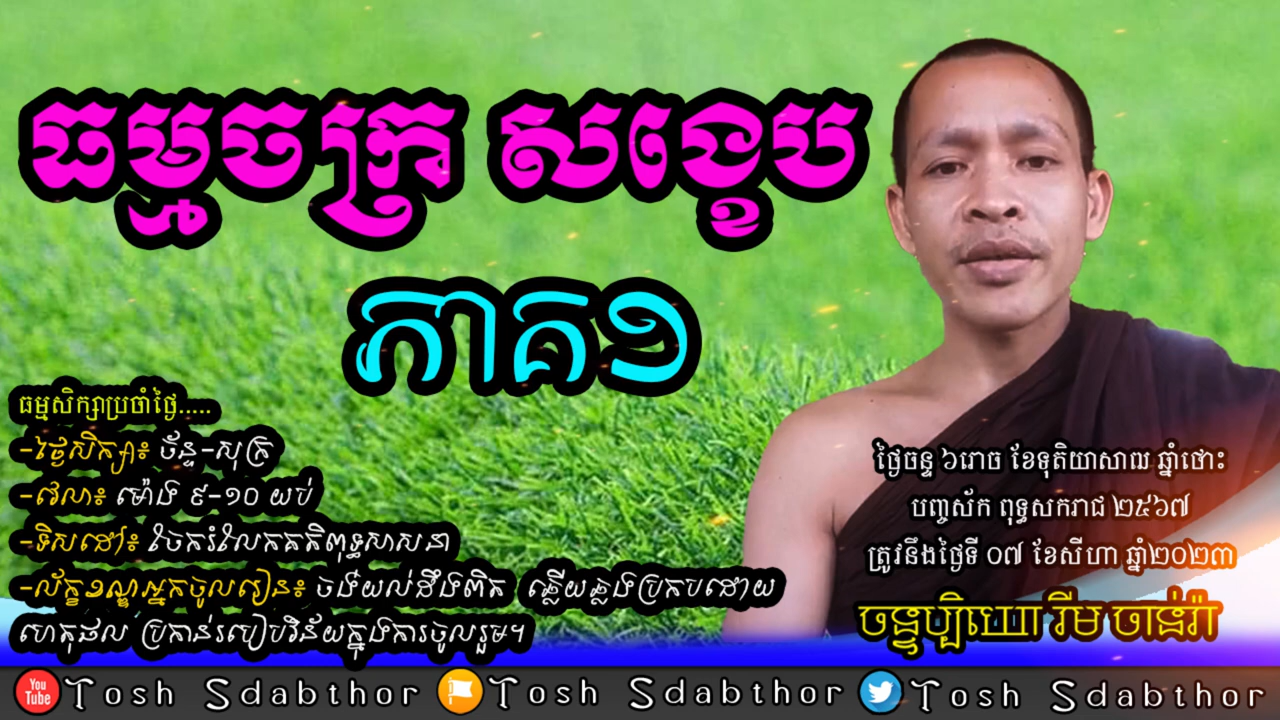 ធម្មចក្រ សង្ខេប
ភាគ១
ធម្មសិក្សាប្រចាំថ្ងៃ.....
-ថ្ងៃសិក្សា៖ ច័ន្ទ-សុក្រ
-វេលា៖ ម៉ោង ៩-១០ យប់
-ទិសដៅ៖ ចែករំលែកគតិពុទ្ធសាសនា
-ល័ក្ខខណ្ឌអ្នកចូលរៀន៖ ចង់យល់ដឹងពិត ឆ្លើយឆ្លងប្រកបដោយ
ហេតុផល ប្រកាន់របៀបវិន័យក្នុងការចូលរួម។
ថ្ងៃចន្ទ ៦រោច ខែទុតិយាសាឍ ឆ្នាំថោះ
បញ្ចស័ក ពុទ្ធសករាជ ២៥៦៧
ត្រូវនឹងថ្ងៃទី ០៧ ខែសីហា ឆ្នាំ២០២៣
ចន្ទប្បិយោ រីម ចាន់រ៉ា
You Tube Tosh Sdabthor Tosh Sdabthor Tosh Sdabthor